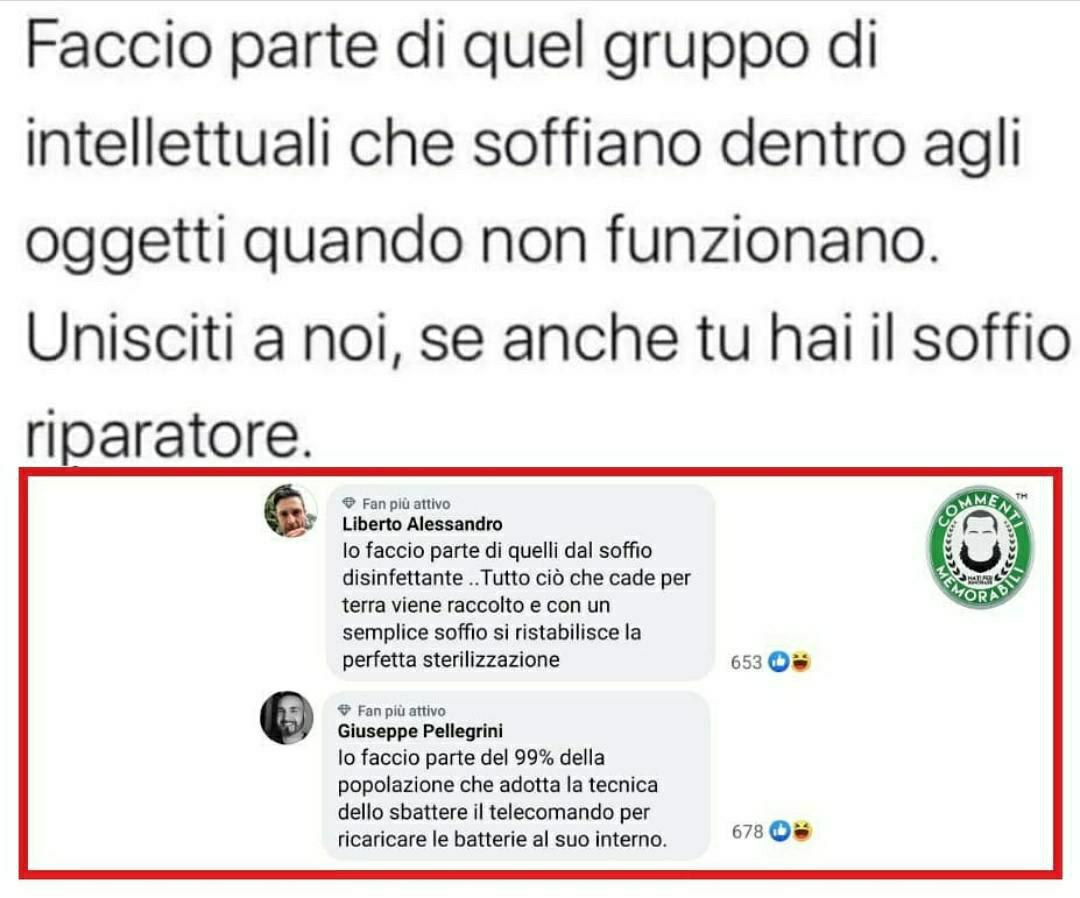 Faccio parte di quel gruppo di
intellettuali che soffiano dentro agli
oggetti quando non funzionano.
Unisciti a noi, se anche tu hai il soffio
riparatore.
Fan più attivo
Liberto Alessandro
Io faccio parte di quelli dal soffio
disinfettante ..Tutto ciò che cade per
terra viene raccolto e con un
semplice soffio si ristabilisce la
perfetta sterilizzazione
653
Fan più attivo
Giuseppe Pellegrini
Io faccio parte del 99% della
popolazione che adotta la tecnica
dello sbattere il telecomando per
ricaricare le batterie al suo interno.
678
COMMENTI
MEMORABILI
TM